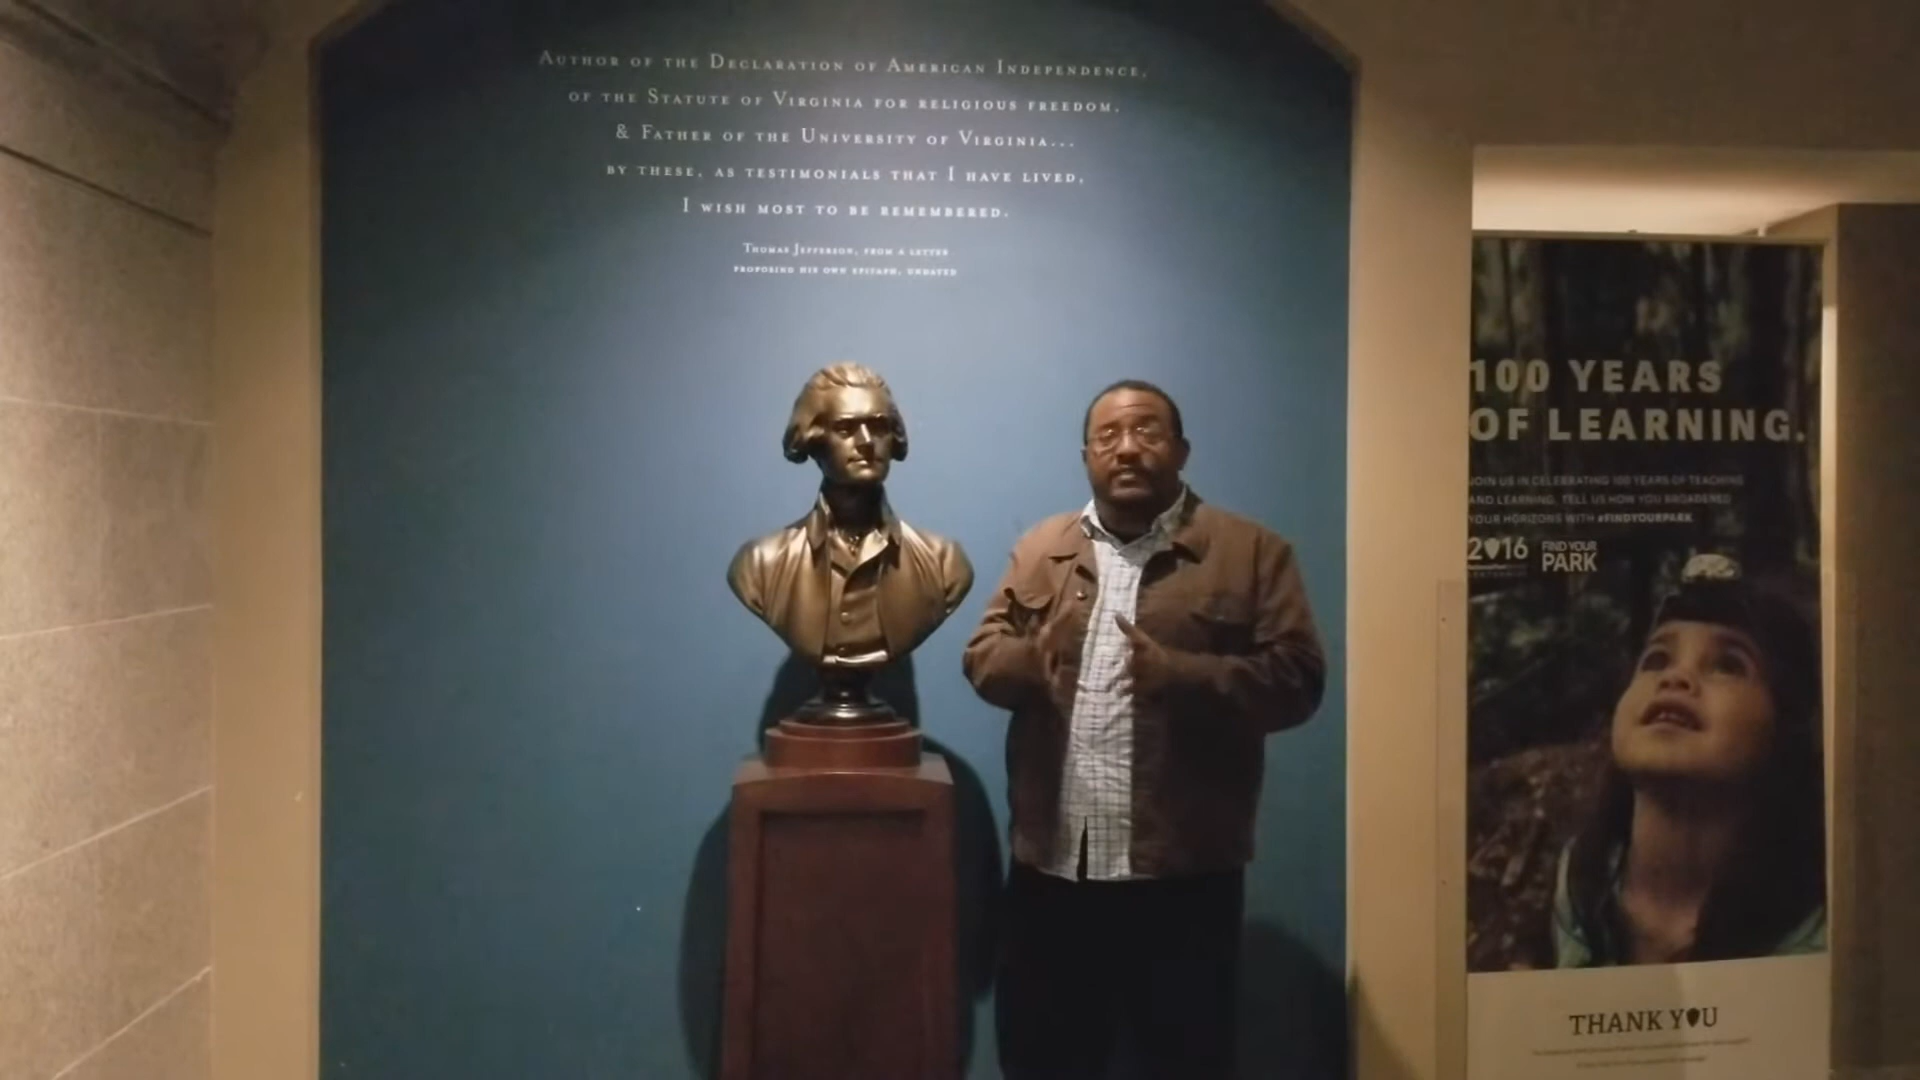 AUTHOR OF THE DECLARATION OF AMERICAN INDEPENDENCE,
OF THE STATUTE OF VIRGINIA FOR RELIGIOUS FREEDOM,
& FATHER OF THE UNIVERSITY OF VIRGINIA...
BY THESE, AS TESTIMONIALS THAT I HAVE LIVED,
I WISH MOST TO BE REMEMBERED.
THOMAS JEFFERSON, FROM A LETTER
PROPOSING HIS OWN EPITAPH, UNDATED
100 YEARS
OF LEARNING.
JOIN US IN CELEBRATING 100 YEARS OF TEACHING
AND LEARNING. TELL US HOW YOU BROADENED
YOUR HORIZONS WITH #FINDYOURPARK
2016
FIND YOUR
PARK
THANK YOU